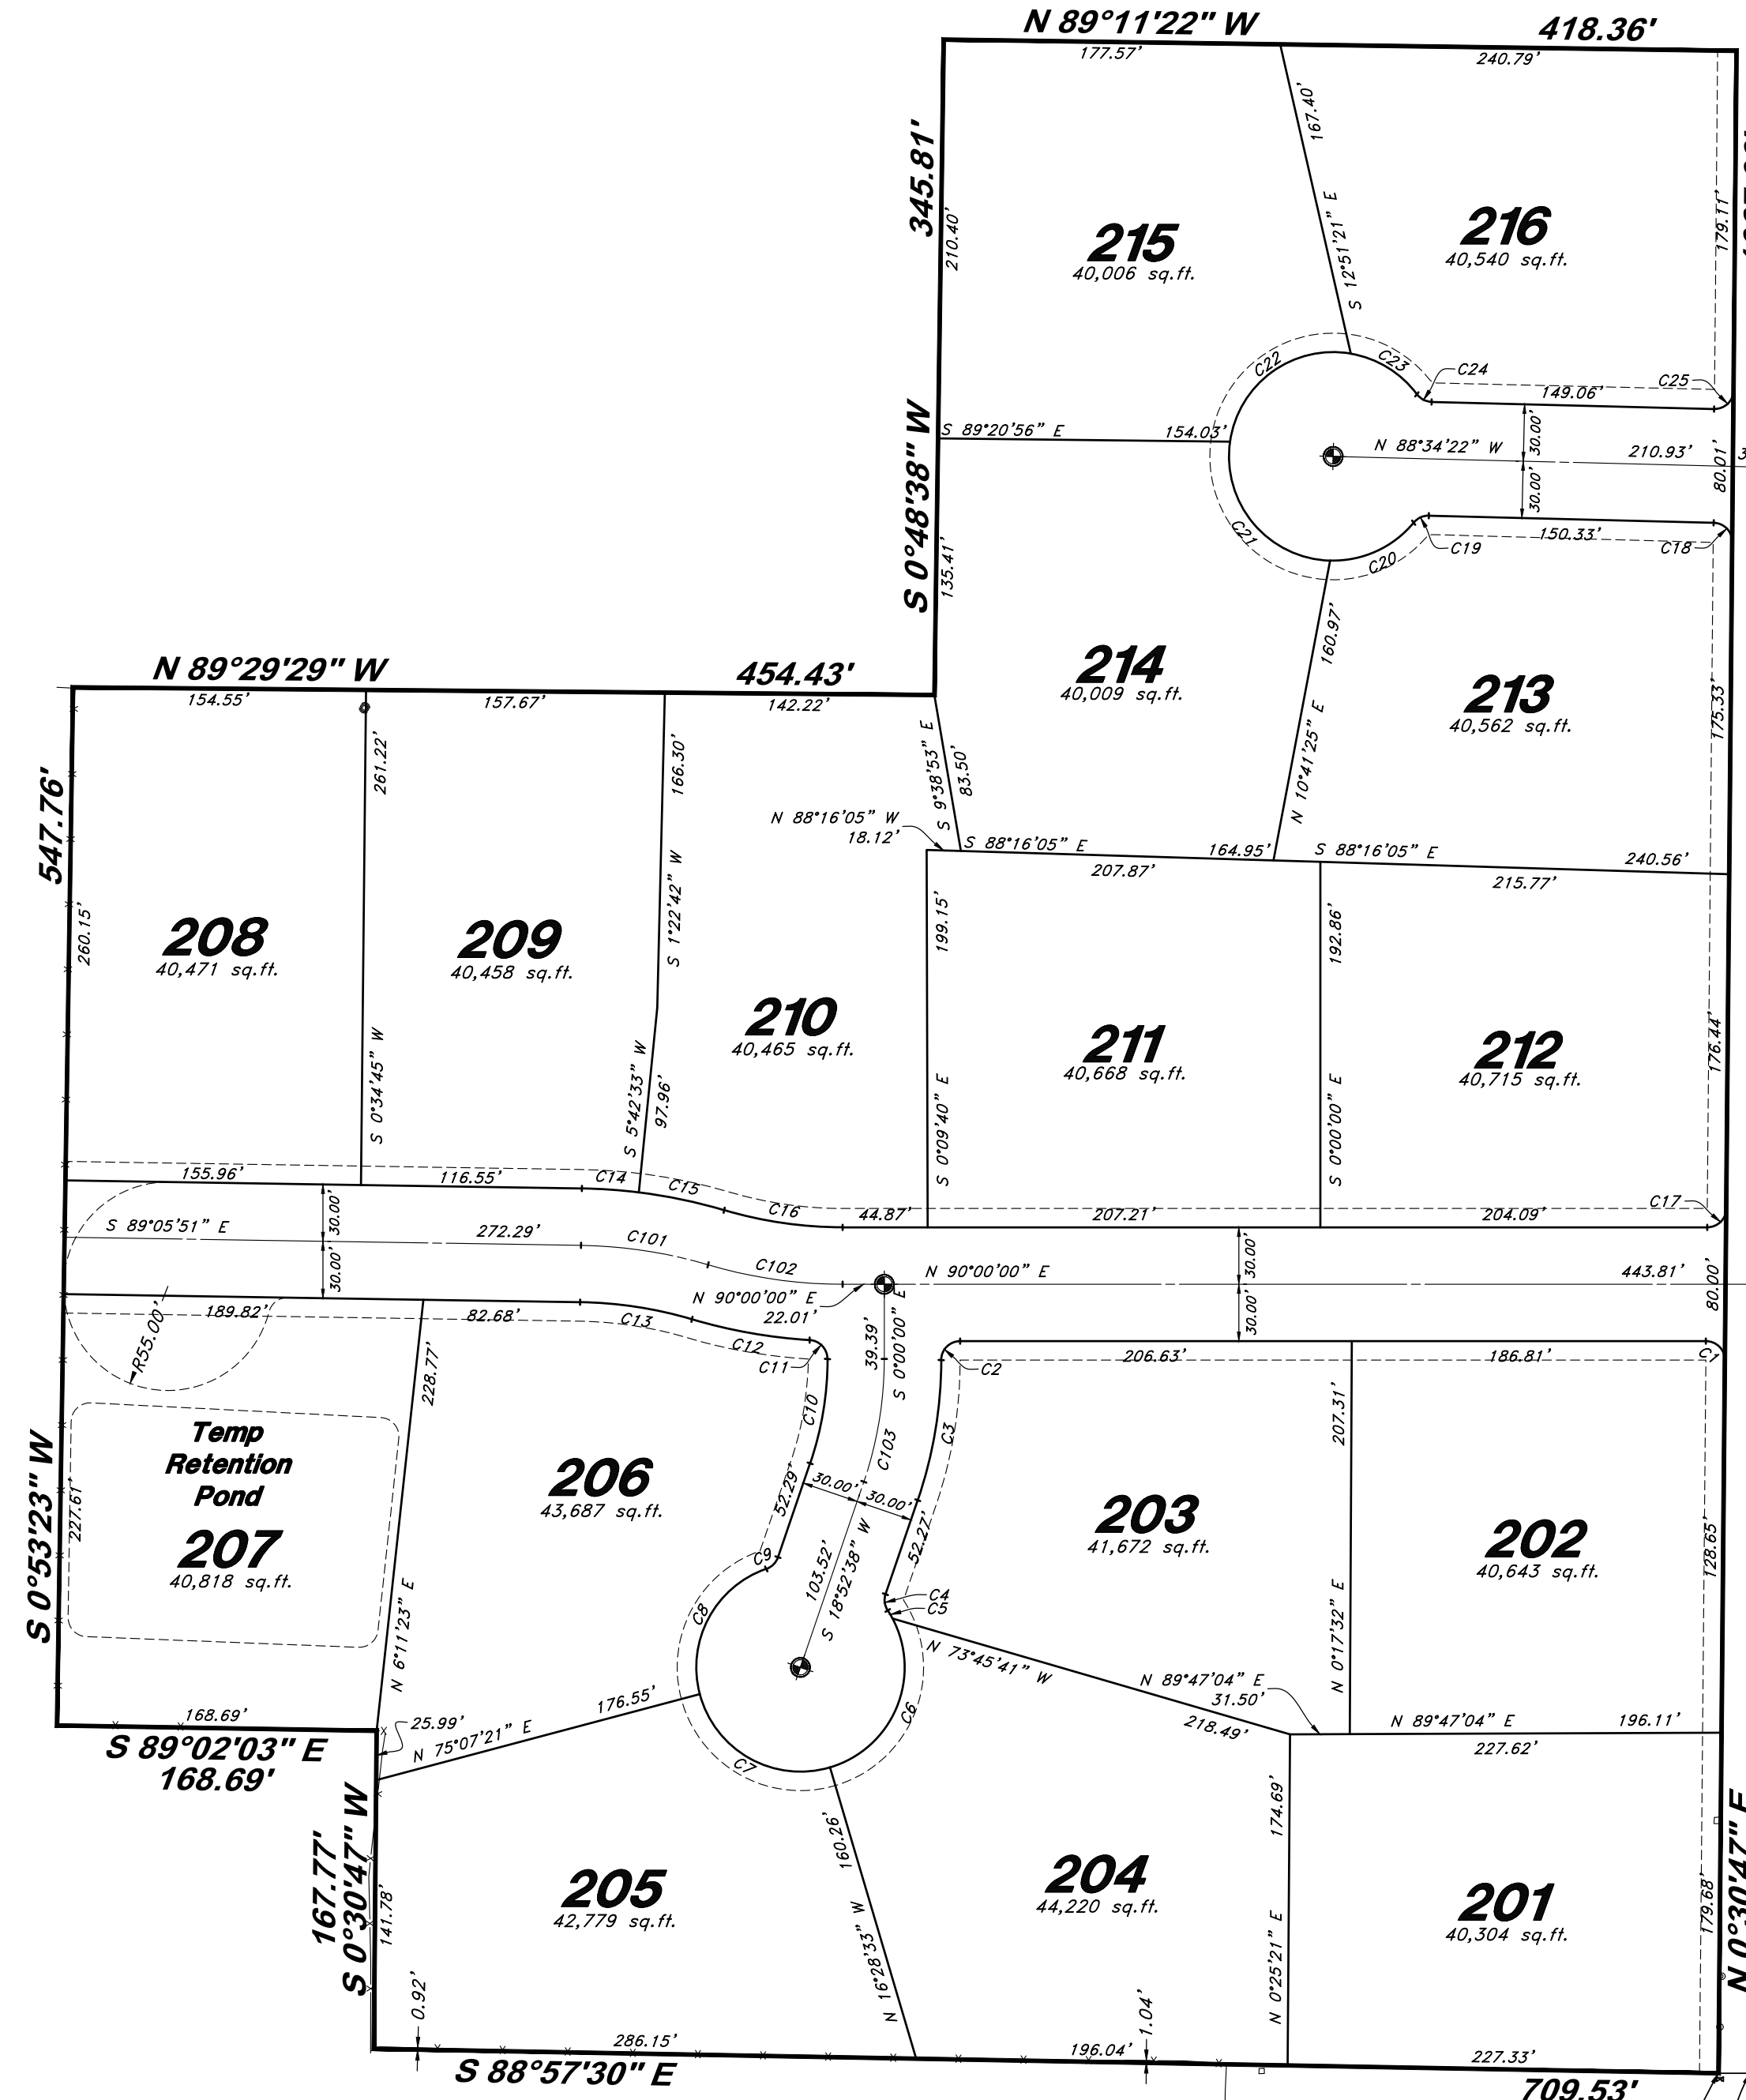 N 89°11'22" W
418.36'
177.57'
240.79'
345.81'
210.40'
167.40'
S 12°51'21" E
179.11'
215
40,006 sq.ft.
216
40,540 sq.ft.
C22
C23
C24
C25
149.06'
S 89°20'56" E
154.03'
N 88°34'22" W
210.93'
30.00'
30.00'
80.01'
S 0°48'38" W
135.41'
C21
C20
C19
150.33'
C18
160.97'
N 10°41'25" E
175.33'
214
40,009 sq.ft.
213
40,562 sq.ft.
N 89°29'29" W
454.43'
154.55'
157.67'
142.22'
547.76'
260.15'
261.22'
S 0°34'45" W
166.30'
S 1°22'42" W
S 5°42'33" W
97.96'
S 9°38'53" E
83.50'
N 88°16'05" W
18.12'
S 88°16'05" E
164.95'
207.87'
S 88°16'05" E
240.56'
215.77'
199.15'
S 0°09'40" E
192.86'
S 0°00'00" E
176.44'
208
40,471 sq.ft.
209
40,458 sq.ft.
210
40,465 sq.ft.
211
40,668 sq.ft.
212
40,715 sq.ft.
155.96'
116.55'
C14
C15
C16
44.87'
207.21'
204.09'
C17
S 89°05'51" E
272.29'
30.00'
30.00'
C101
C102
N 90°00'00" E
22.01'
N 90°00'00" E
443.81'
30.00'
30.00'
80.00'
189.82'
82.68'
C13
C12
C11
39.39'
S 0°00'00" E
C2
206.63'
186.81'
C1
R55.00'
228.77'
N 6°11'23" E
C10
C103
C3
207.31'
N 0°17'32" E
128.65'
Temp
Retention
Pond
207
40,818 sq.ft.
227.61'
S 0°53'23" W
206
43,687 sq.ft.
52.29'
30.00'
30.00'
52.27'
103.52'
S 18°52'38" W
C9
C8
C4
C5
C6
C7
203
41,672 sq.ft.
202
40,643 sq.ft.
N 73°45'41" W
218.49'
N 89°47'04" E
31.50'
N 89°47'04" E
196.11'
227.62'
168.69'
S 89°02'03" E
168.69'
25.99'
N 75°07'21" E
176.55'
167.77'
S 0°30'47" W
141.78'
160.26'
N 16°28'33" W
174.69'
N 0°25'21" E
179.68'
N 0°30'47" E
205
42,779 sq.ft.
204
44,220 sq.ft.
201
40,304 sq.ft.
0.92'
286.15'
1.04'
196.04'
227.33'
S 88°57'30" E
709.53'